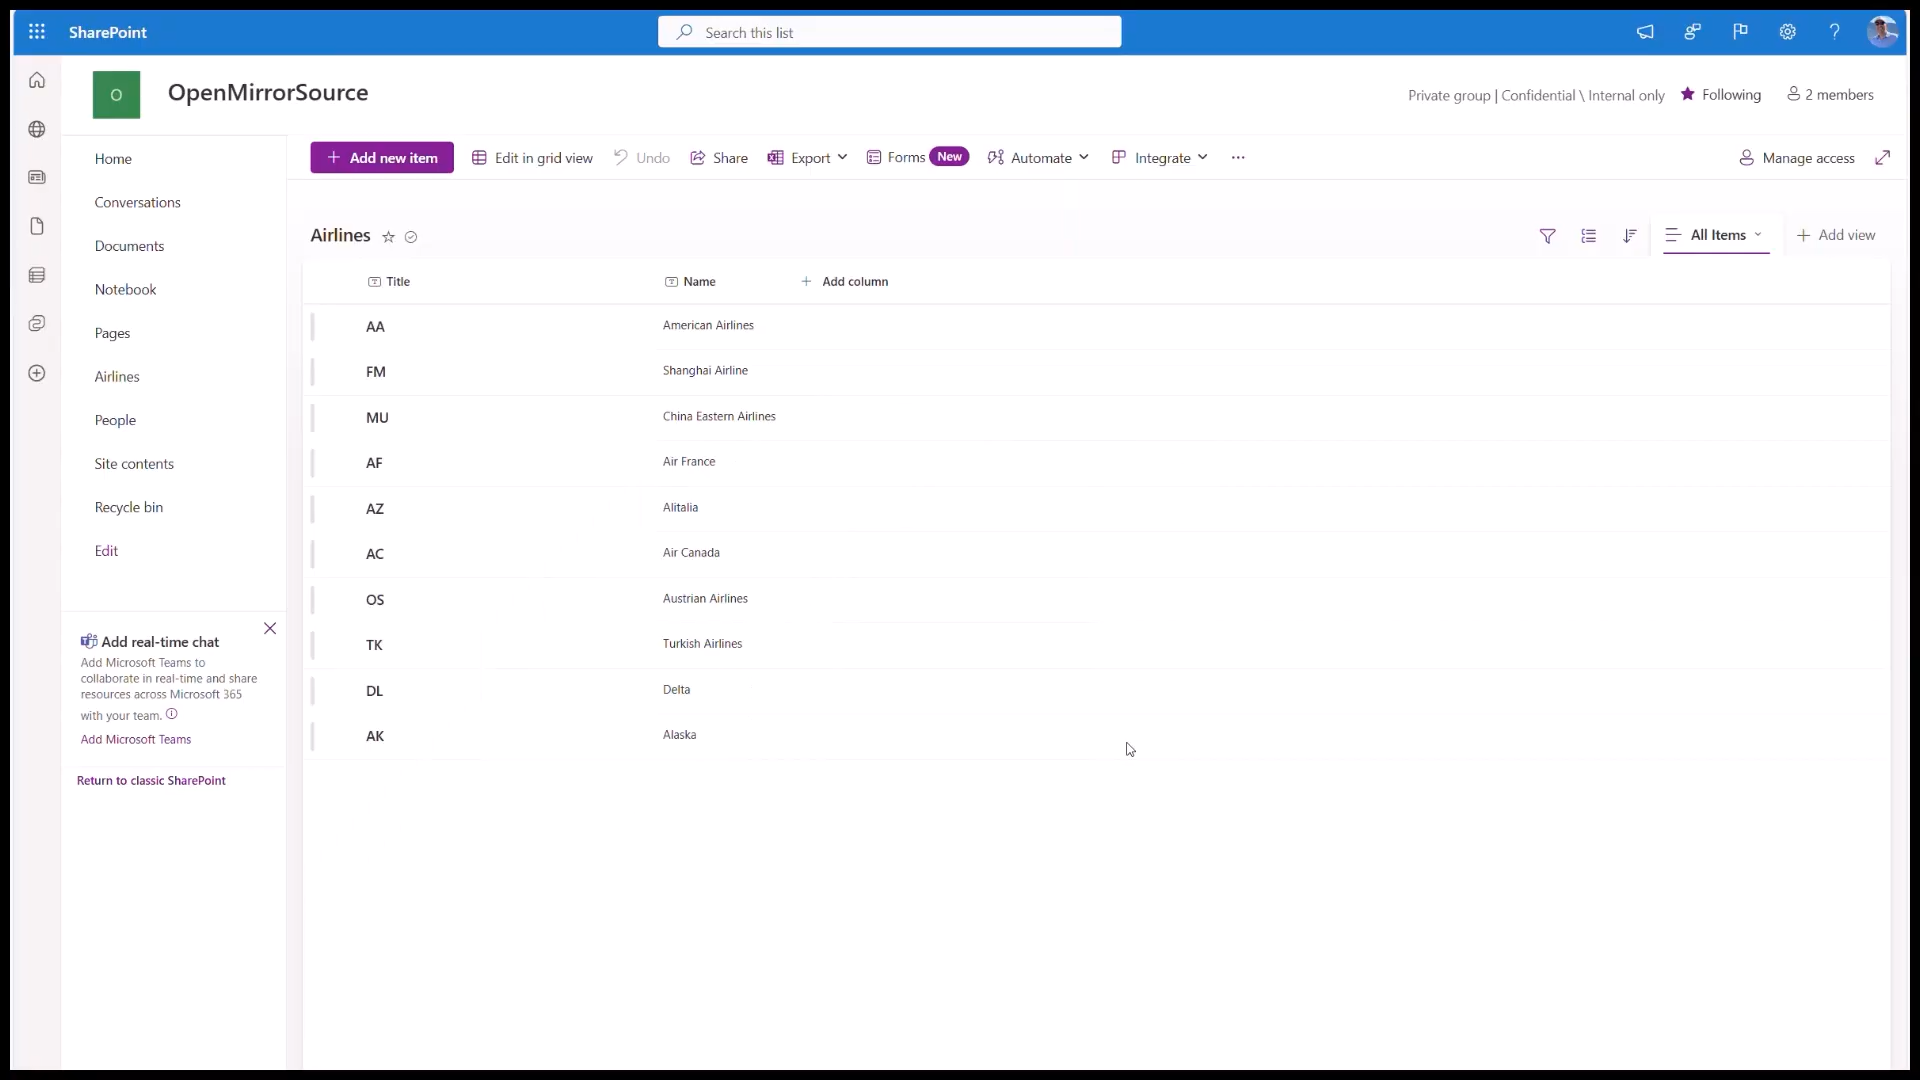 SharePoint
Search this list
O
OpenMirrorSource
Private group | Confidential \ Internal only
Following
2 members
Home
Conversations
Documents
Notebook
Pages
Airlines
People
Site contents
Recycle bin
Edit
Add real-time chat
Add Microsoft Teams to
collaborate in real-time and share
resources across Microsoft 365
with your team.
Add Microsoft Teams
Return to classic SharePoint
+ Add new item
Edit in grid view
Undo
Share
Export
Forms New
Automate
Integrate
...
Manage access
Airlines
All Items
+ Add view
Title Name + Add column
AA American Airlines
FM Shanghai Airline
MU China Eastern Airlines
AF Air France
AZ Alitalia
AC Air Canada
OS Austrian Airlines
TK Turkish Airlines
DL Delta
AK Alaska